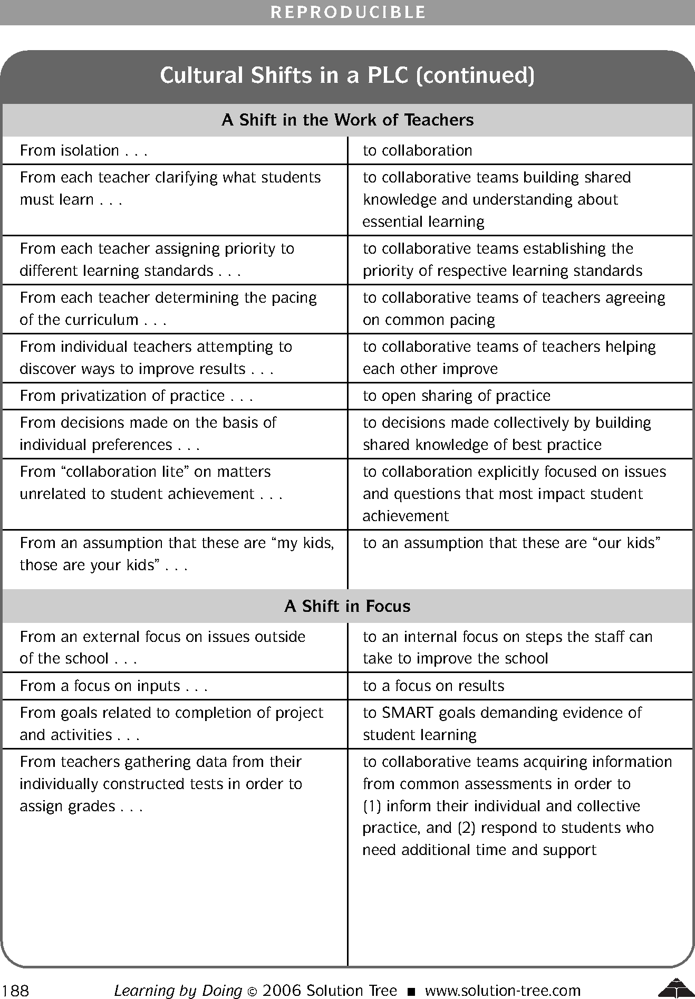 REPRODUCIBLE
Cultural Shifts in a PLC (continued)
A Shift in the Work of Teachers
From isolation . . .
to collaboration
From each teacher clarifying what students
must learn . . .
to collaborative teams building shared
knowledge and understanding about
essential learning
From each teacher assigning priority to
different learning standards . . .
to collaborative teams establishing the
priority of respective learning standards
From each teacher determining the pacing
of the curriculum . . .
to collaborative teams of teachers agreeing
on common pacing
From individual teachers attempting to
discover ways to improve results . . .
to collaborative teams of teachers helping
each other improve
From privatization of practice . . .
to open sharing of practice
From decisions made on the basis of
individual preferences . . .
to decisions made collectively by building
shared knowledge of best practice
From “collaboration lite” on matters
unrelated to student achievement . . .
to collaboration explicitly focused on issues
and questions that most impact student
achievement
From an assumption that these are “my kids,
those are your kids” . . .
to an assumption that these are “our kids”
A Shift in Focus
From an external focus on issues outside
of the school . . .
to an internal focus on steps the staff can
take to improve the school
From a focus on inputs . . .
to a focus on results
From goals related to completion of project
and activities . . .
to SMART goals demanding evidence of
student learning
From teachers gathering data from their
individually constructed tests in order to
assign grades . . .
to collaborative teams acquiring information
from common assessments in order to
(1) inform their individual and collective
practice, and (2) respond to students who
need additional time and support
188 Learning by Doing © 2006 Solution Tree ■ www.solution-tree.com